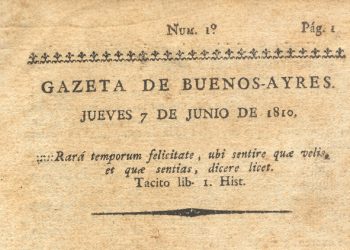 Num. 1º Pág. 1
GAZETA DE BUENOS-AYRES.
JUEVES 7 DE JUNIO DE 1810,
:::::Rará temporum felicitate, ubi sentire quæ velis,
et quæ sentias, dicere licet.
Tacito lib. 1. Hist.